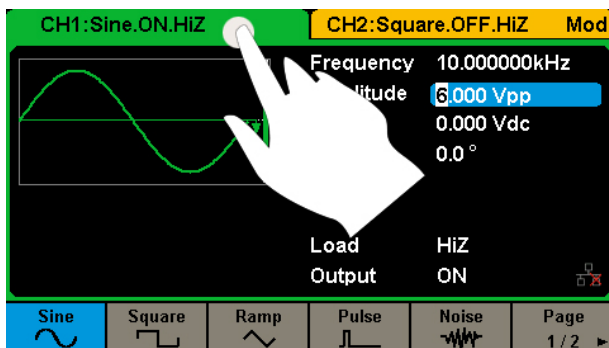 CH1:Sine.ON.HiZ CH2:Square.OFF.HiZ Mod
Frequency 10.000000kHz
6.000 Vpp
0.000 Vdc
0.0 °
Load HiZ
Output ON
Sine Square Ramp Pulse Noise Page
1/2 ►